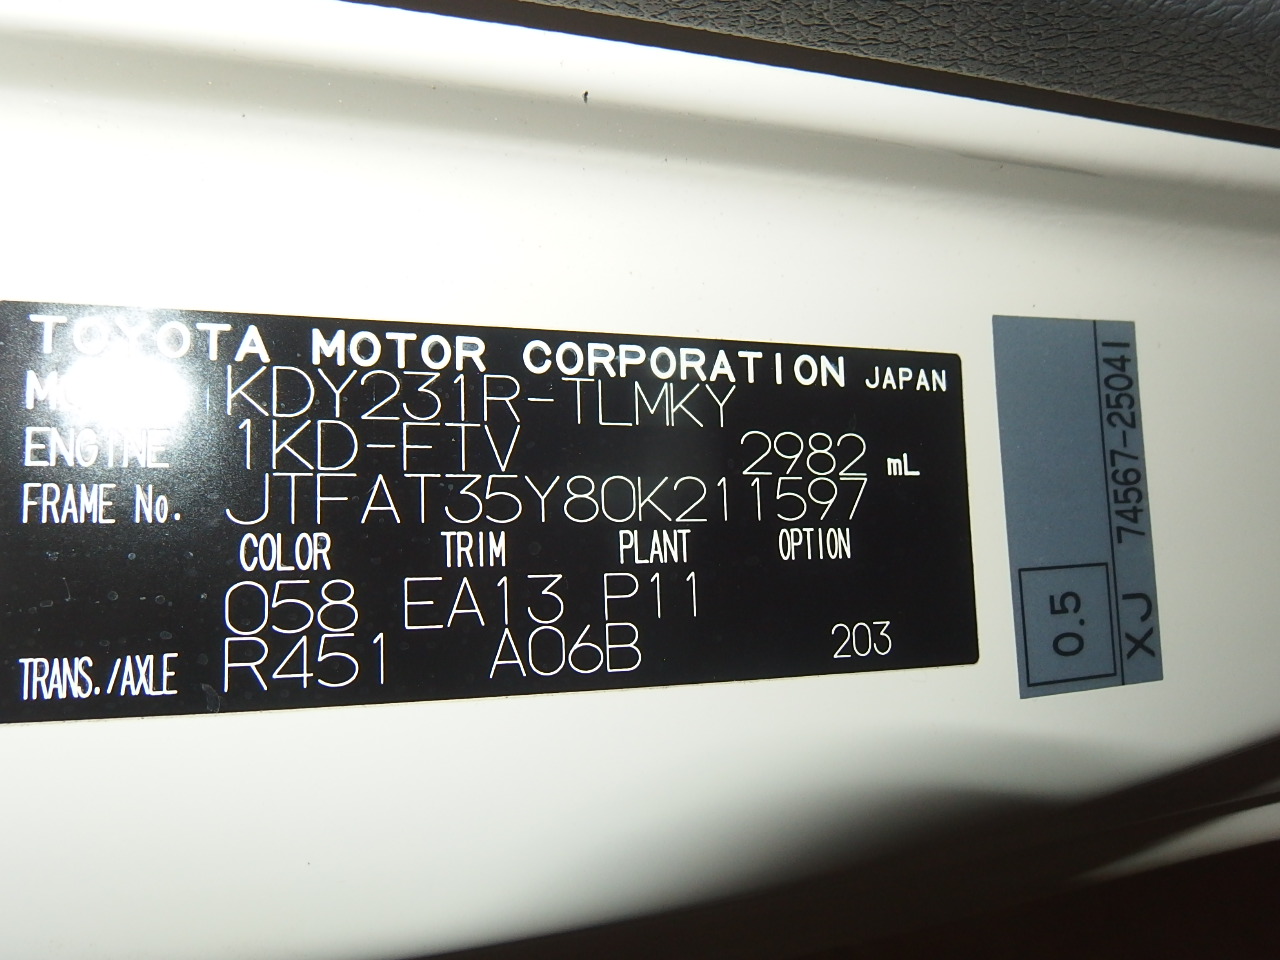 TOYOTA MOTOR CORPORATION JAPAN
MODEL KDY231R-TLMKY
ENGINE 1KD-FTV 2982 mL
FRAME No. JTFAT35Y80K211597
COLOR TRIM PLANT OPTION
058 EA13 P11
TRANS./AXLE R451 A06B 203
74567-25041
0.5 XJ